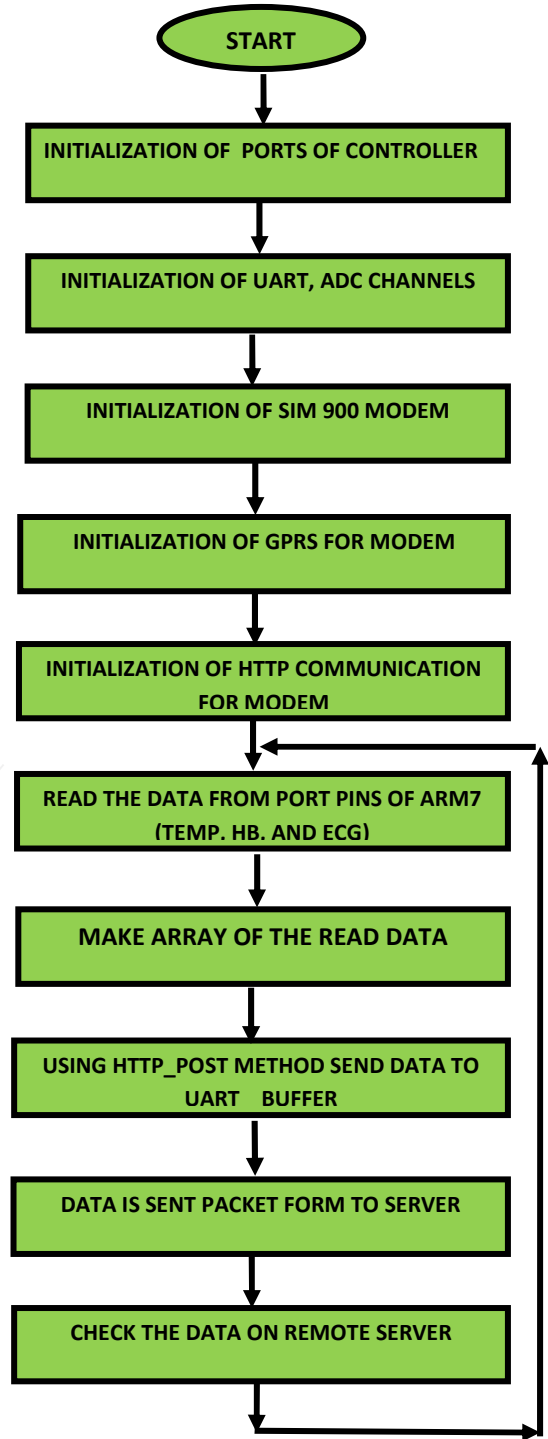 START
INITIALIZATION OF PORTS OF CONTROLLER
INITIALIZATION OF UART, ADC CHANNELS
INITIALIZATION OF SIM 900 MODEM
INITIALIZATION OF GPRS FOR MODEM
INITIALIZATION OF HTTP COMMUNICATION
FOR MODEM
READ THE DATA FROM PORT PINS OF ARM7
(TEMP. HB. AND ECG)
MAKE ARRAY OF THE READ DATA
USING HTTP_POST METHOD SEND DATA TO
UART BUFFER
DATA IS SENT PACKET FORM TO SERVER
CHECK THE DATA ON REMOTE SERVER